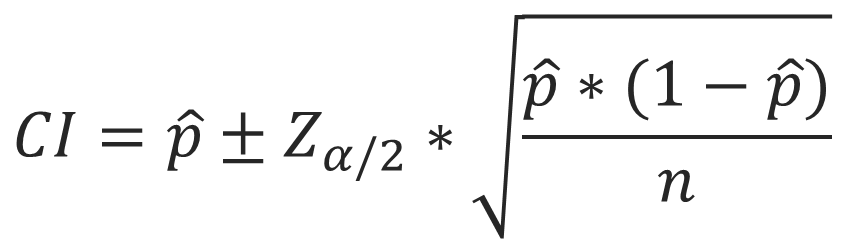 CI = p̂ ± Z_{α/2} * √(p̂ * (1 − p̂) / n)